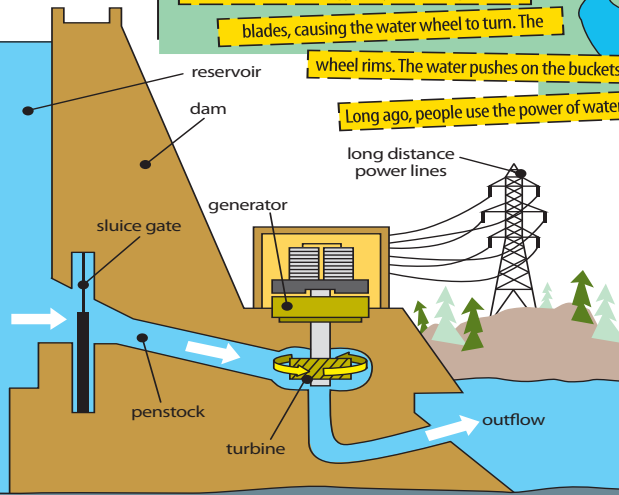 blades, causing the water wheel to turn. The
wheel rims. The water pushes on the buckets
Long ago, people use the power of water
reservoir
dam
long distance
power lines
generator
sluice gate
penstock
turbine
outflow